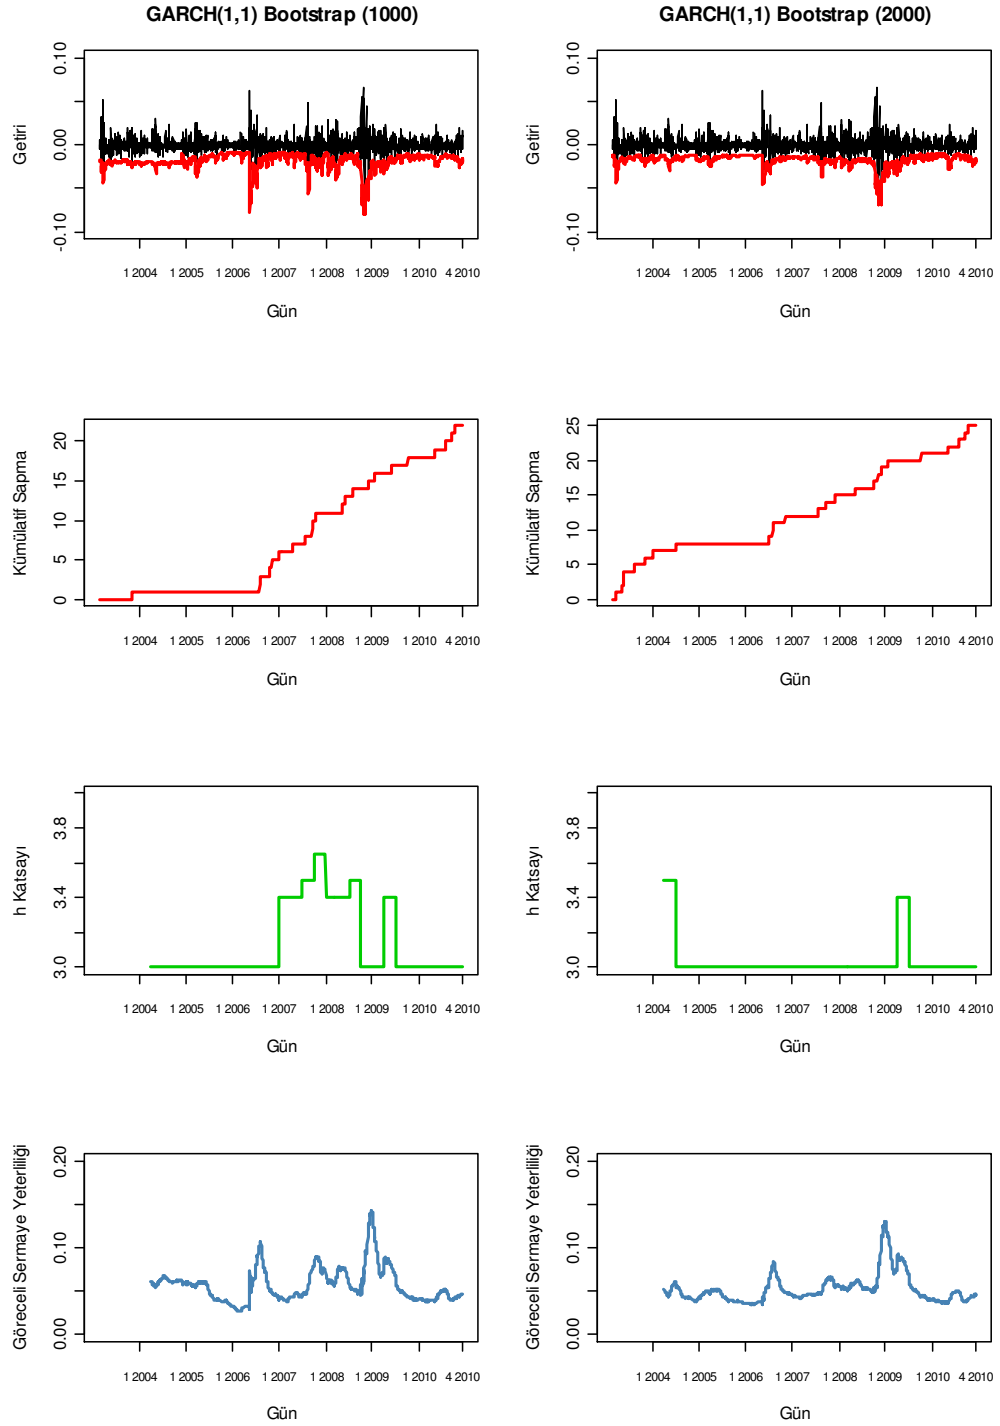 GARCH(1,1) Bootstrap (1000)
GARCH(1,1) Bootstrap (2000)
Getiri
0.10
0.00
-0.10
1 2004 1 2005 1 2006 1 2007 1 2008 1 2009 1 2010 4 2010
Gün
Getiri
0.10
0.00
-0.10
1 2004 1 2005 1 2006 1 2007 1 2008 1 2009 1 2010 4 2010
Gün
Kümülatif Sapma
20
15
10
5
0
1 2004 1 2005 1 2006 1 2007 1 2008 1 2009 1 2010 4 2010
Gün
Kümülatif Sapma
25
20
15
10
5
0
1 2004 1 2005 1 2006 1 2007 1 2008 1 2009 1 2010 4 2010
Gün
h Katsayı
3.8
3.4
3.0
1 2004 1 2005 1 2006 1 2007 1 2008 1 2009 1 2010 4 2010
Gün
h Katsayı
3.8
3.4
3.0
1 2004 1 2005 1 2006 1 2007 1 2008 1 2009 1 2010 4 2010
Gün
Göreceli Sermaye Yeterliliği
0.20
0.10
0.00
1 2004 1 2005 1 2006 1 2007 1 2008 1 2009 1 2010 4 2010
Gün
Göreceli Sermaye Yeterliliği
0.20
0.10
0.00
1 2004 1 2005 1 2006 1 2007 1 2008 1 2009 1 2010 4 2010
Gün